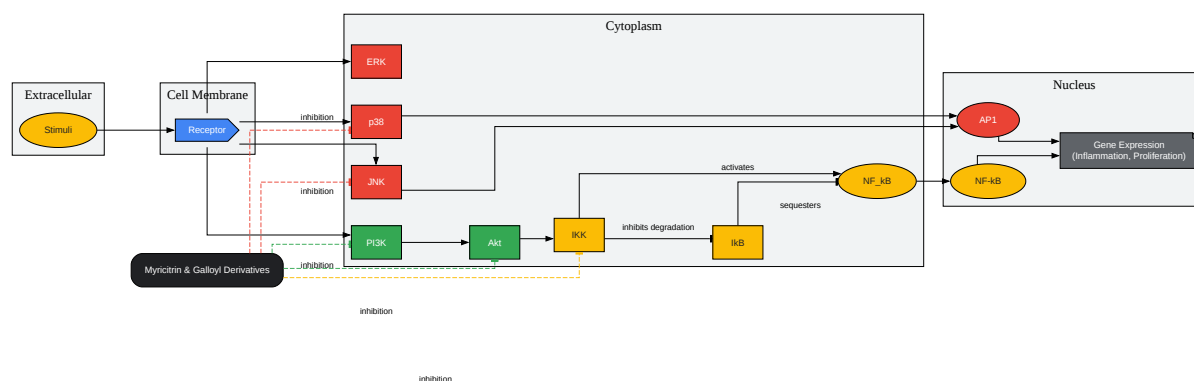 Cytoplasm
ERK
Extracellular
Cell Membrane
Nucleus
Stimuli
Receptor
inhibition
p38
AP1
Gene Expression
(Inflammation, Proliferation)
activates
JNK
inhibition
NF_kB
NF-kB
sequesters
PI3K
Akt
IKK
inhibits degradation
IkB
Myricitrin & Galloyl Derivatives
inhibition
inhibition
inhibition